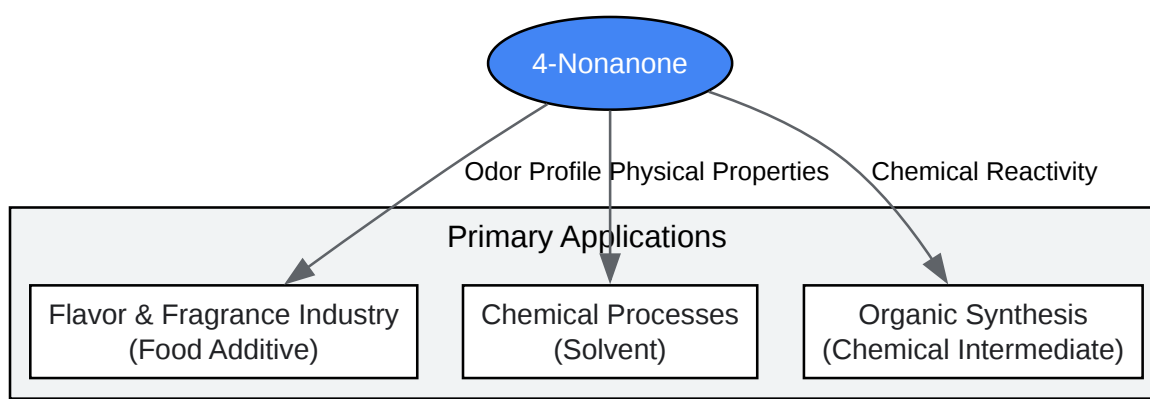 4-Nonanone
Odor Profile
Physical Properties
Chemical Reactivity
Primary Applications
Flavor & Fragrance Industry
(Food Additive)
Chemical Processes
(Solvent)
Organic Synthesis
(Chemical Intermediate)